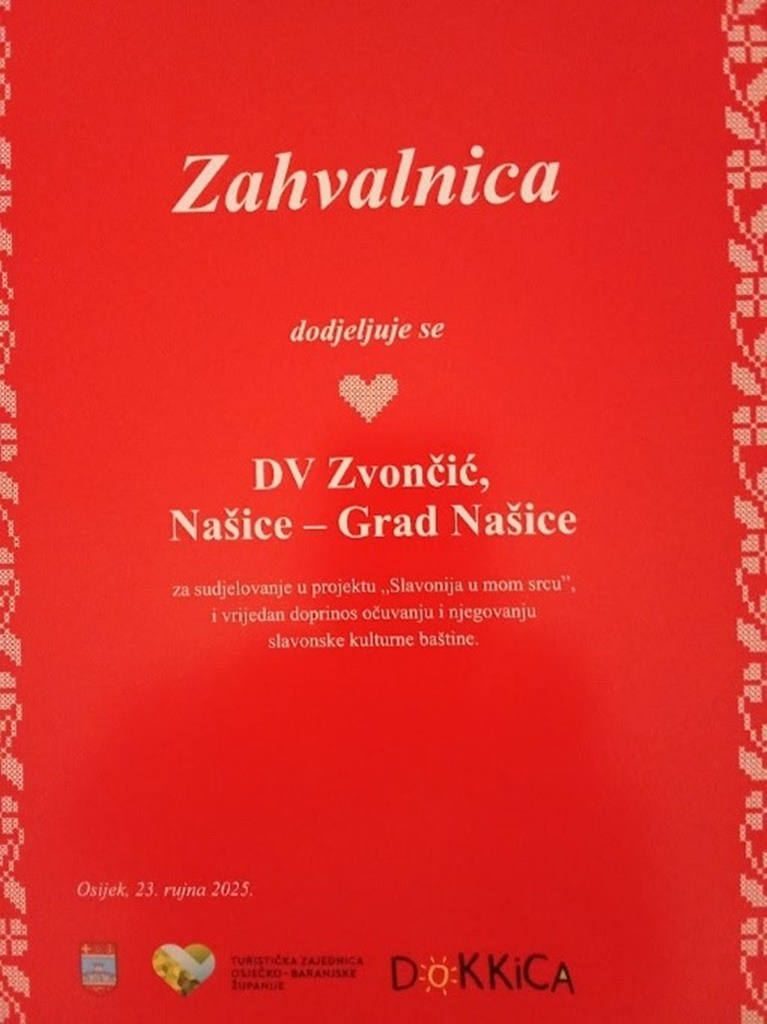 Zahvalnica
dodjeljuje se
DV Zvončić,
Našice – Grad Našice
za sudjelovanje u projektu „Slavonija u mom srcu”,
i vrijedan doprinos očuvanju i njegovanju
slavonske kulturne baštine.
Osijek, 23. rujna 2025.
TURISTIČKA ZAJEDNICA
OSJEČKO-BARANJSKE
ŽUPANIJE
DOKKICA